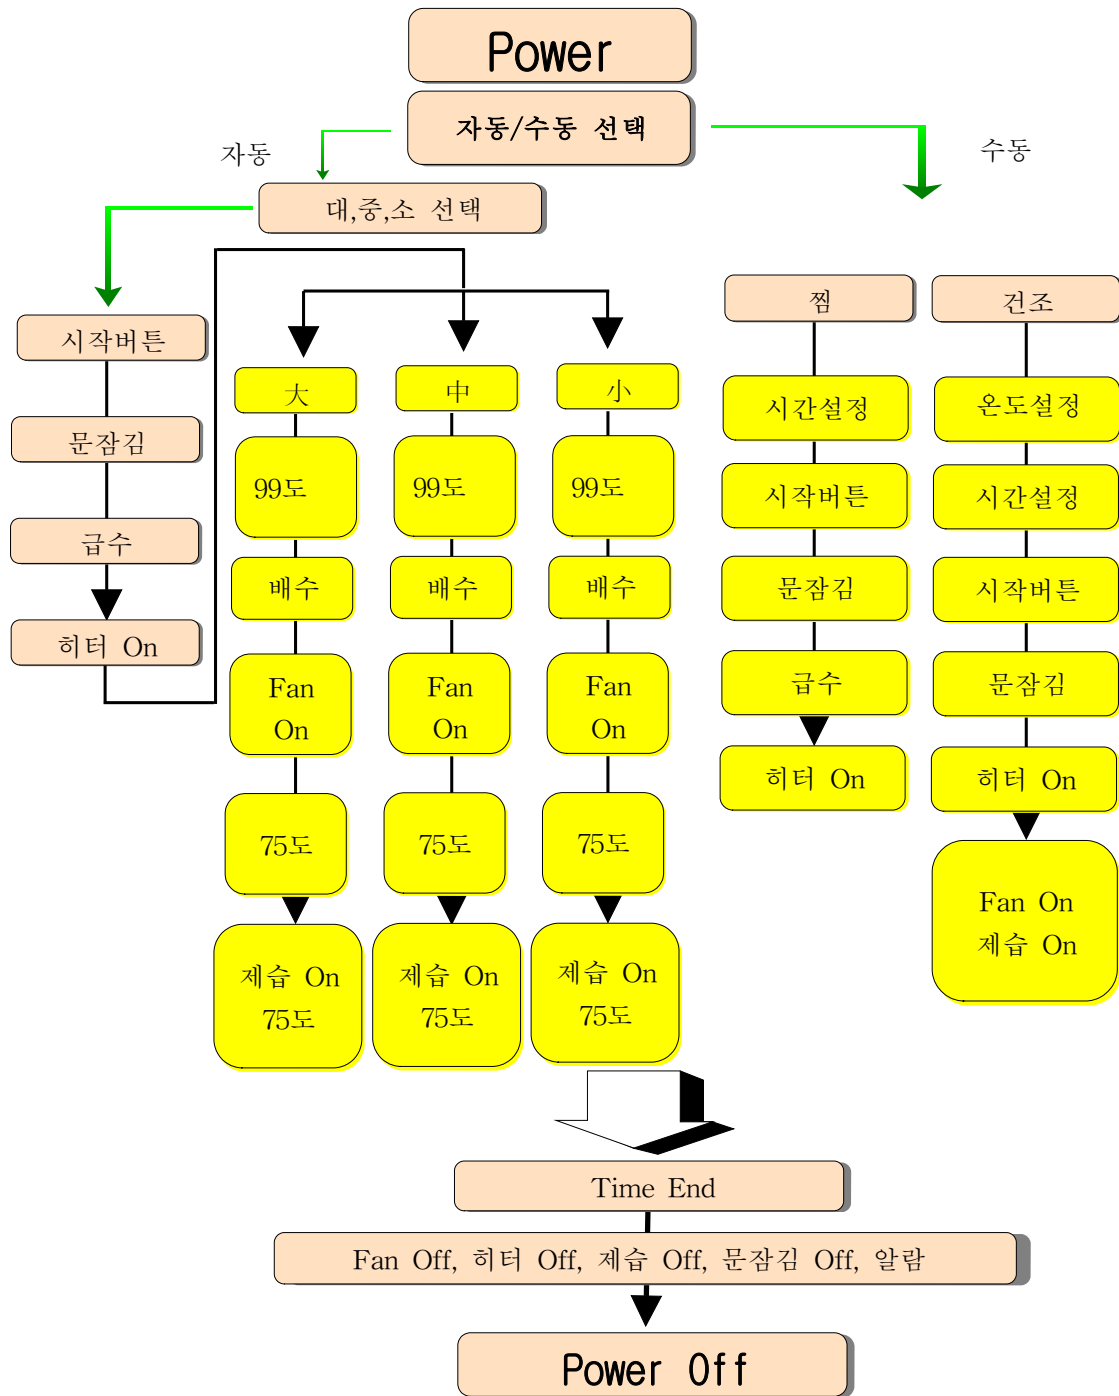 Power
자동/수동 선택
자동
수동
대,중,소 선택
시작버튼
문잠김
급수
히터 On
大
99도
배수
Fan
On
75도
제습 On
75도
中
99도
배수
Fan
On
75도
제습 On
75도
小
99도
배수
Fan
On
75도
제습 On
75도
찜
시간설정
시작버튼
문잠김
급수
히터 On
건조
온도설정
시간설정
시작버튼
문잠김
히터 On
Fan On
제습 On
Time End
Fan Off, 히터 Off, 제습 Off, 문잠김 Off, 알람
Power Off